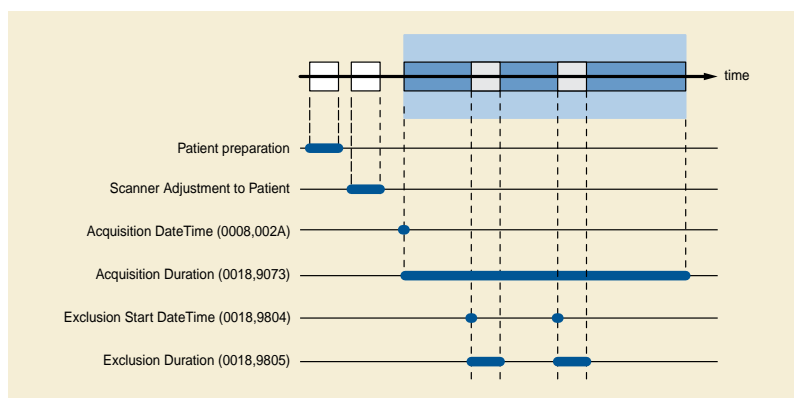 time
Patient preparation
Scanner Adjustment to Patient
Acquisition DateTime (0008,002A)
Acquisition Duration (0018,9073)
Exclusion Start DateTime (0018,9804)
Exclusion Duration (0018,9805)